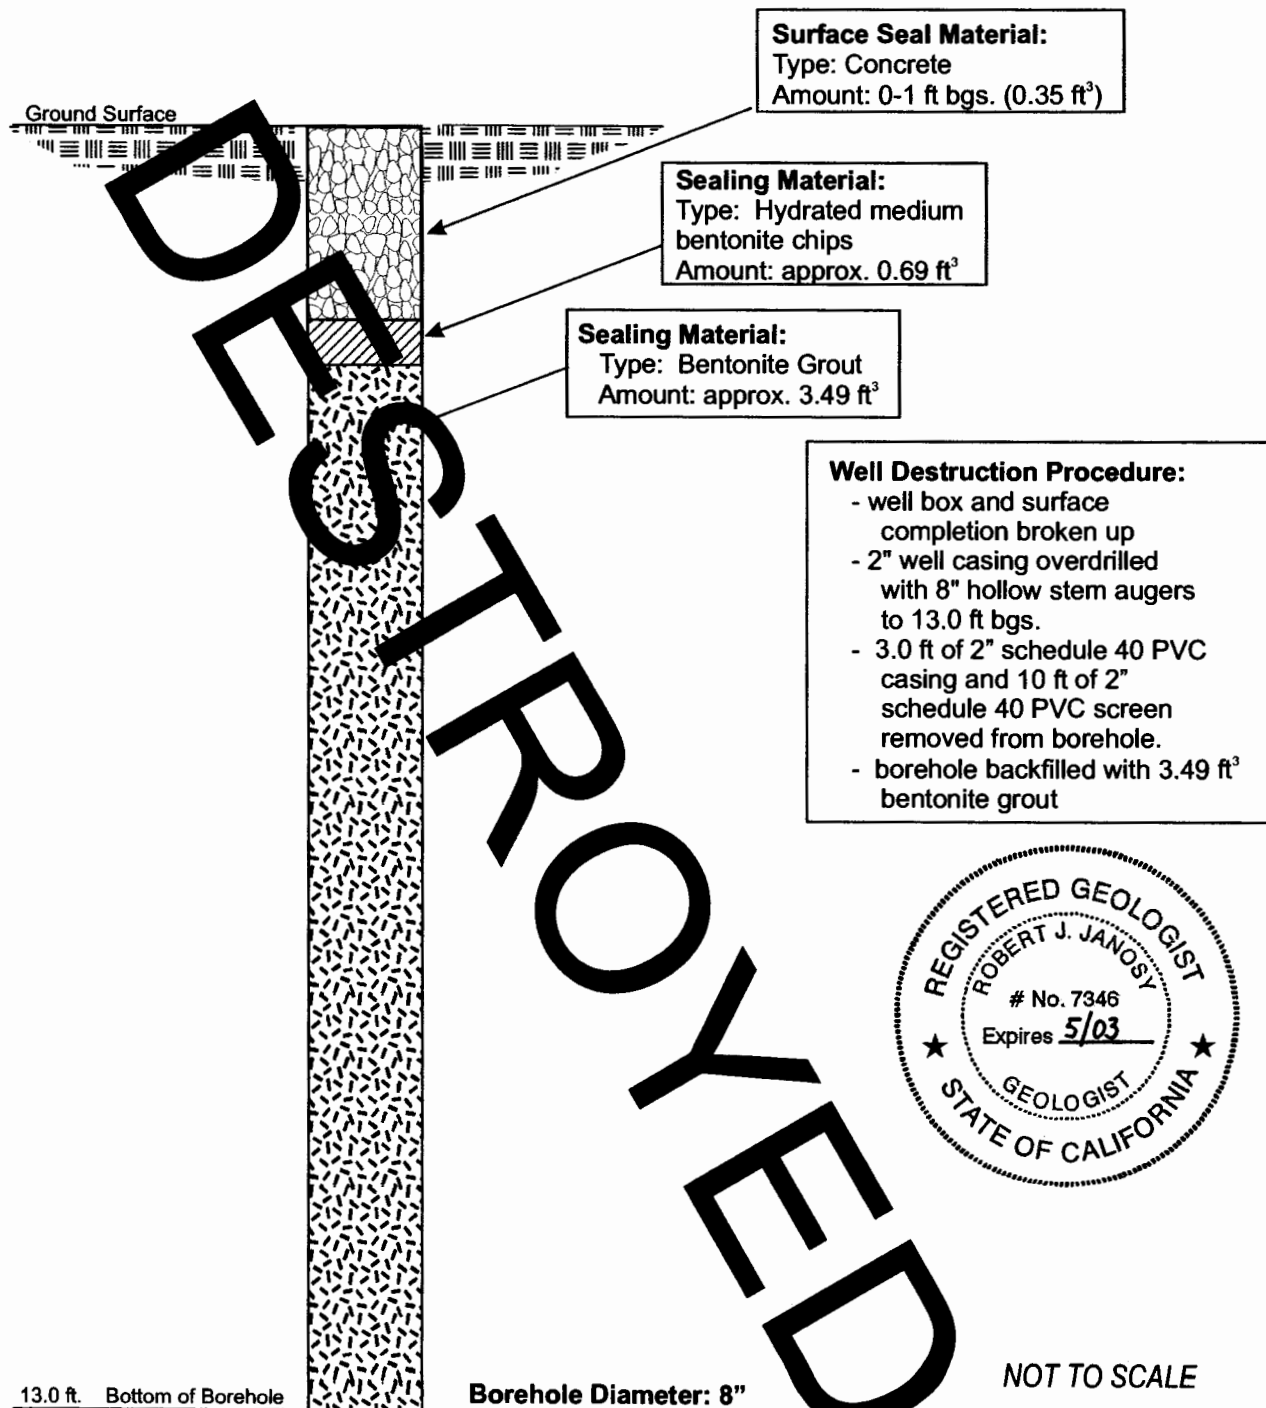 Surface Seal Material:
Type: Concrete
Amount: 0-1 ft bgs. (0.35 ft³)
Ground Surface
Sealing Material:
Type: Hydrated medium
bentonite chips
Amount: approx. 0.69 ft³
Sealing Material:
Type: Bentonite Grout
Amount: approx. 3.49 ft³
DESTROYED
Well Destruction Procedure:
- well box and surface
completion broken up
- 2" well casing overdrilled
with 8" hollow stem augers
to 13.0 ft bgs.
- 3.0 ft of 2" schedule 40 PVC
casing and 10 ft of 2"
schedule 40 PVC screen
removed from borehole.
- borehole backfilled with 3.49 ft³
bentonite grout
REGISTERED GEOLOGIST
ROBERT J. JANOSY
# No. 7346
Expires 5/03
GEOLOGIST
★ STATE OF CALIFORNIA ★
NOT TO SCALE
13.0 ft. Bottom of Borehole
Borehole Diameter: 8"